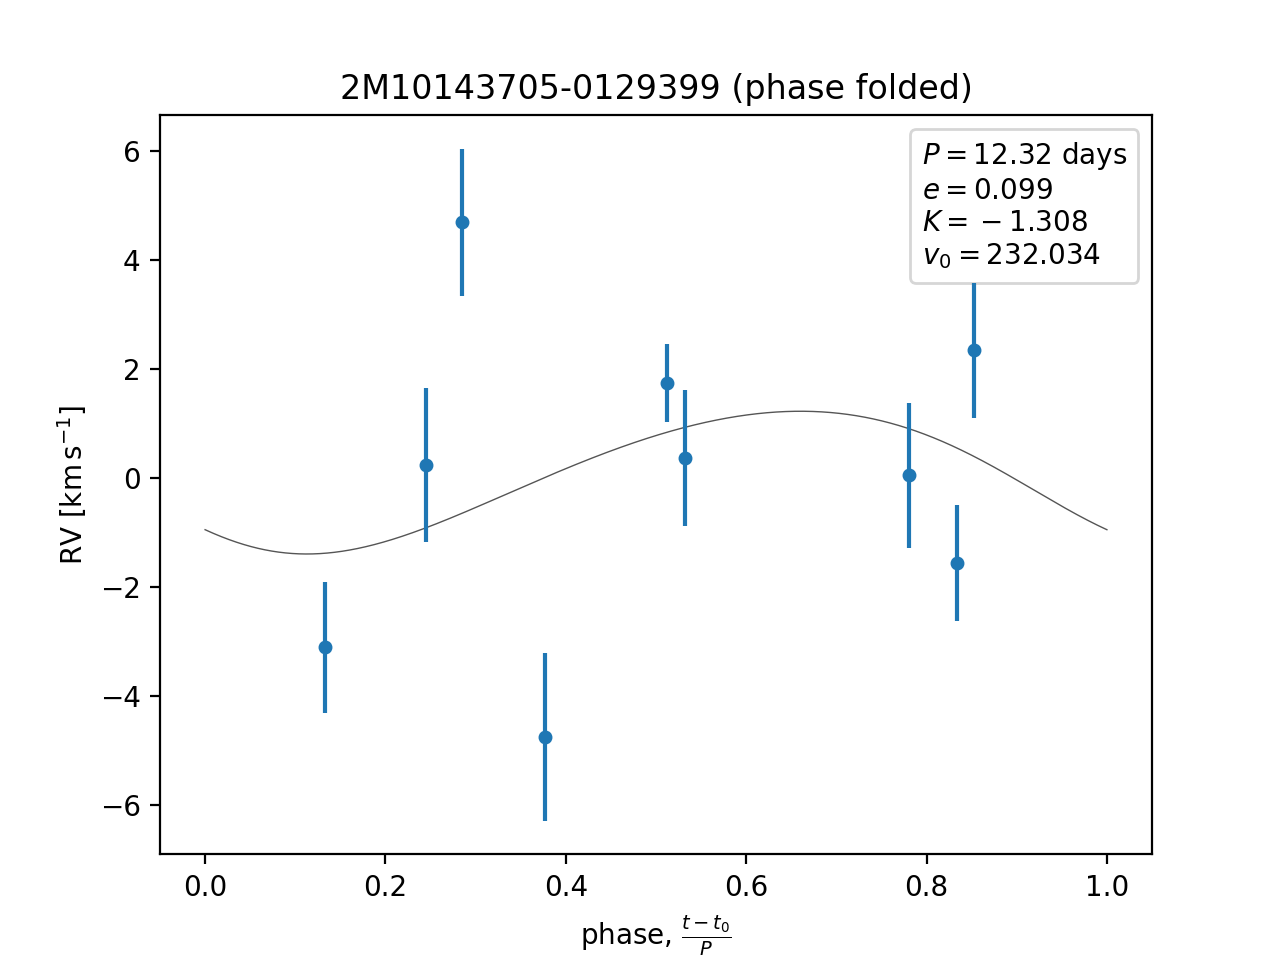 2M10143705-0129399 (phase folded)
P = 12.32 days
e = 0.099
K = −1.308
v₀ = 232.034
RV [km s⁻¹]
6
4
2
0
−2
−4
−6
0.0 0.2 0.4 0.6 0.8 1.0
phase, (t − t₀)/P